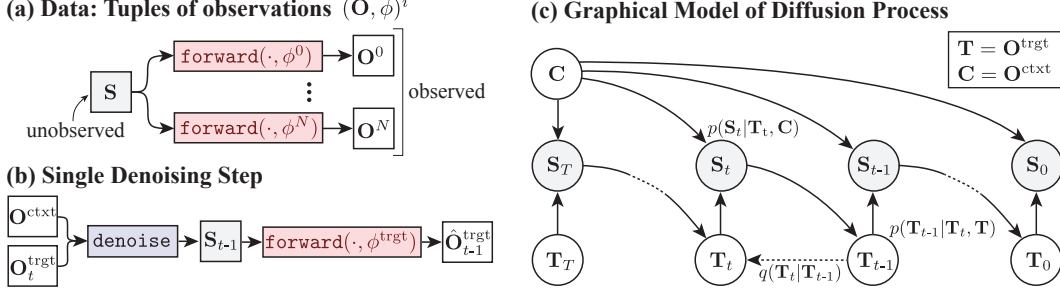 (a) Data: Tuples of observations (O, ϕ)^i
forward(·, ϕ^0)
O^0
S
⋮
observed
unobserved
forward(·, ϕ^N)
O^N
(b) Single Denoising Step
O^ctxt
denoise
S_t-1
forward(·, ϕ^trgt)
Ô_t-1^trgt
O_t^trgt
(c) Graphical Model of Diffusion Process
T = O^trgt
C = O^ctxt
C
p(S_t|T_t, C)
S_T
S_t
S_t-1
S_0
p(T_t-1|T_t, T)
T_T
T_t
q(T_t|T_t-1)
T_t-1
T_0